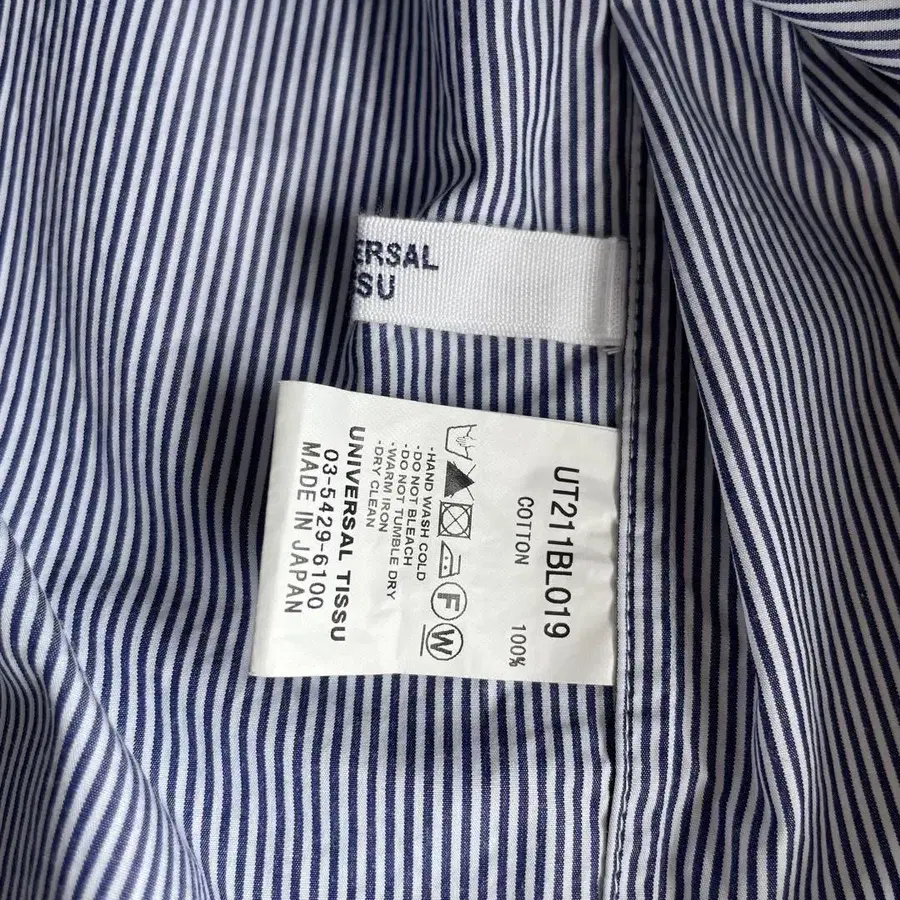 ERSAL
SSU
UT211BL019
COTTON 100%
F W
·HAND WASH COLD
·DO NOT BLEACH
·DO NOT TUMBLE DRY
·WARM IRON
·DRY CLEAN
UNIVERSAL TISSU
03-5429-6100
MADE IN JAPAN